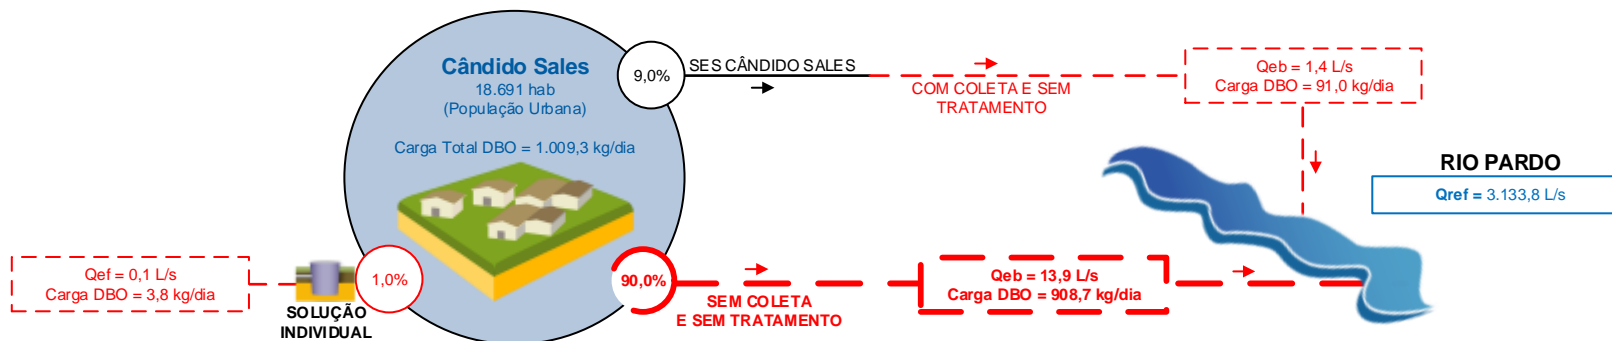 Cândido Sales
18.691 hab
(População Urbana)
Carga Total DBO = 1.009,3 kg/dia
9,0%
SES CÂNDIDO SALES
COM COLETA E SEM
TRATAMENTO
Qeb = 1,4 L/s
Carga DBO = 91,0 kg/dia
RIO PARDO
Qref = 3.133,8 L/s
Qef = 0,1 L/s
Carga DBO = 3,8 kg/dia
SOLUÇÃO
INDIVIDUAL
1,0%
90,0%
SEM COLETA
E SEM TRATAMENTO
Qeb = 13,9 L/s
Carga DBO = 908,7 kg/dia